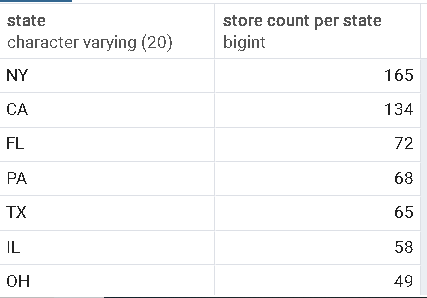 state store count per state
character varying (20) bigint
NY 165
CA 134
FL 72
PA 68
TX 65
IL 58
OH 49